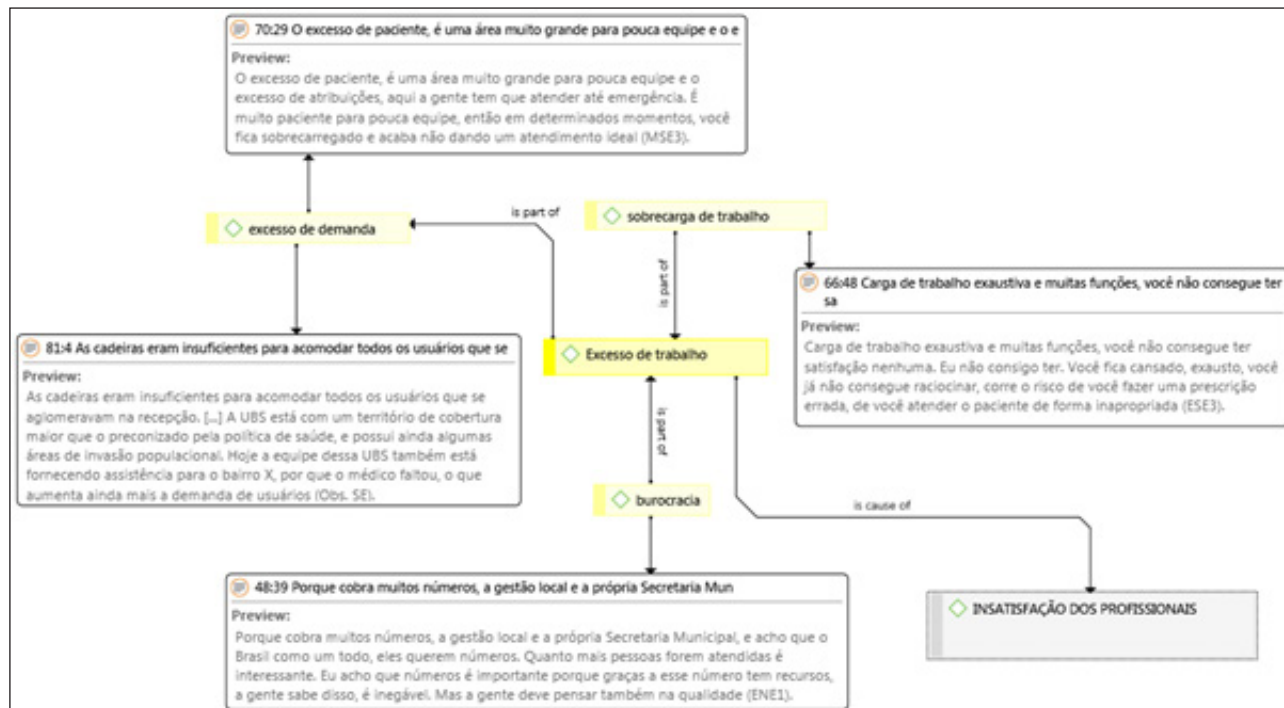 70:29 O excesso de paciente, é uma área muito grande para pouca equipe e o e
Preview:
O excesso de paciente, é uma área muito grande para pouca equipe e o
excesso de atribuições, aqui a gente tem que atender até emergência. É
muito paciente para pouca equipe, então em determinados momentos, você
fica sobrecarregado e acaba não dando um atendimento ideal (MSE3).
is part of
sobrecarga de trabalho
excesso de demanda
is part of
66:48 Carga de trabalho exaustiva e muitas funções, você não consegue ter
sa
Preview:
Carga de trabalho exaustiva e muitas funções, você não consegue ter
satisfação nenhuma. Eu não consigo ter. Você fica cansado, exausto, você
já não consegue raciocinar, corre o risco de você fazer uma prescrição
errada, de você atender o paciente de forma inapropriada (ESE3).
81:4 As cadeiras eram insuficientes para acomodar todos os usuários que se
Preview:
As cadeiras eram insuficientes para acomodar todos os usuários que se
aglomeravam na recepção. [...] A UBS está com um território de cobertura
maior que o preconizado pela política de saúde, e possui ainda algumas
áreas de invasão populacional. Hoje a equipe dessa UBS também está
fornecendo assistência para o bairro X, por que o médico faltou, o que
aumenta ainda mais a demanda de usuários (Obs. SE).
Excesso de trabalho
is part of
burocracia
is cause of
48:39 Porque cobra muitos números, a gestão local e a própria Secretaria Mun
Preview:
Porque cobra muitos números, a gestão local e a própria Secretaria Municipal, e acho que o
Brasil como um todo, eles querem números. Quanto mais pessoas forem atendidas é
interessante. Eu acho que números é importante porque graças a esse número tem recursos,
a gente sabe disso, é inegável. Mas a gente deve pensar também na qualidade (ENE1).
INSATISFAÇÃO DOS PROFISSIONAIS